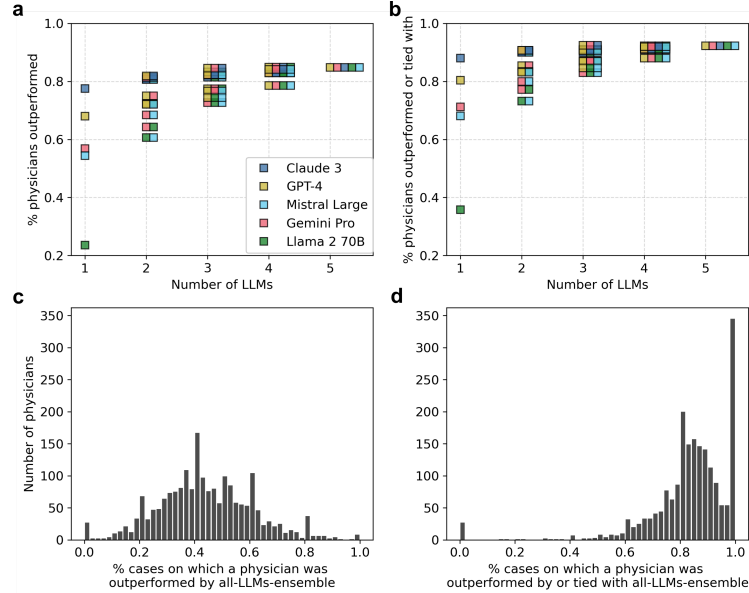 a
% physicians outperformed
1.0
0.8
0.6
0.4
0.2
1
2
3
4
5
Number of LLMs
Claude 3
GPT-4
Mistral Large
Gemini Pro
Llama 2 70B
b
% physicians outperformed or tied with
1.0
0.8
0.6
0.4
0.2
1
2
3
4
5
Number of LLMs
c
Number of physicians
350
300
250
200
150
100
50
0
0.0
0.2
0.4
0.6
0.8
1.0
% cases on which a physician was
outperformed by all-LLMs-ensemble
d
350
300
250
200
150
100
50
0
0.0
0.2
0.4
0.6
0.8
1.0
% cases on which a physician was
outperformed by or tied with all-LLMs-ensemble